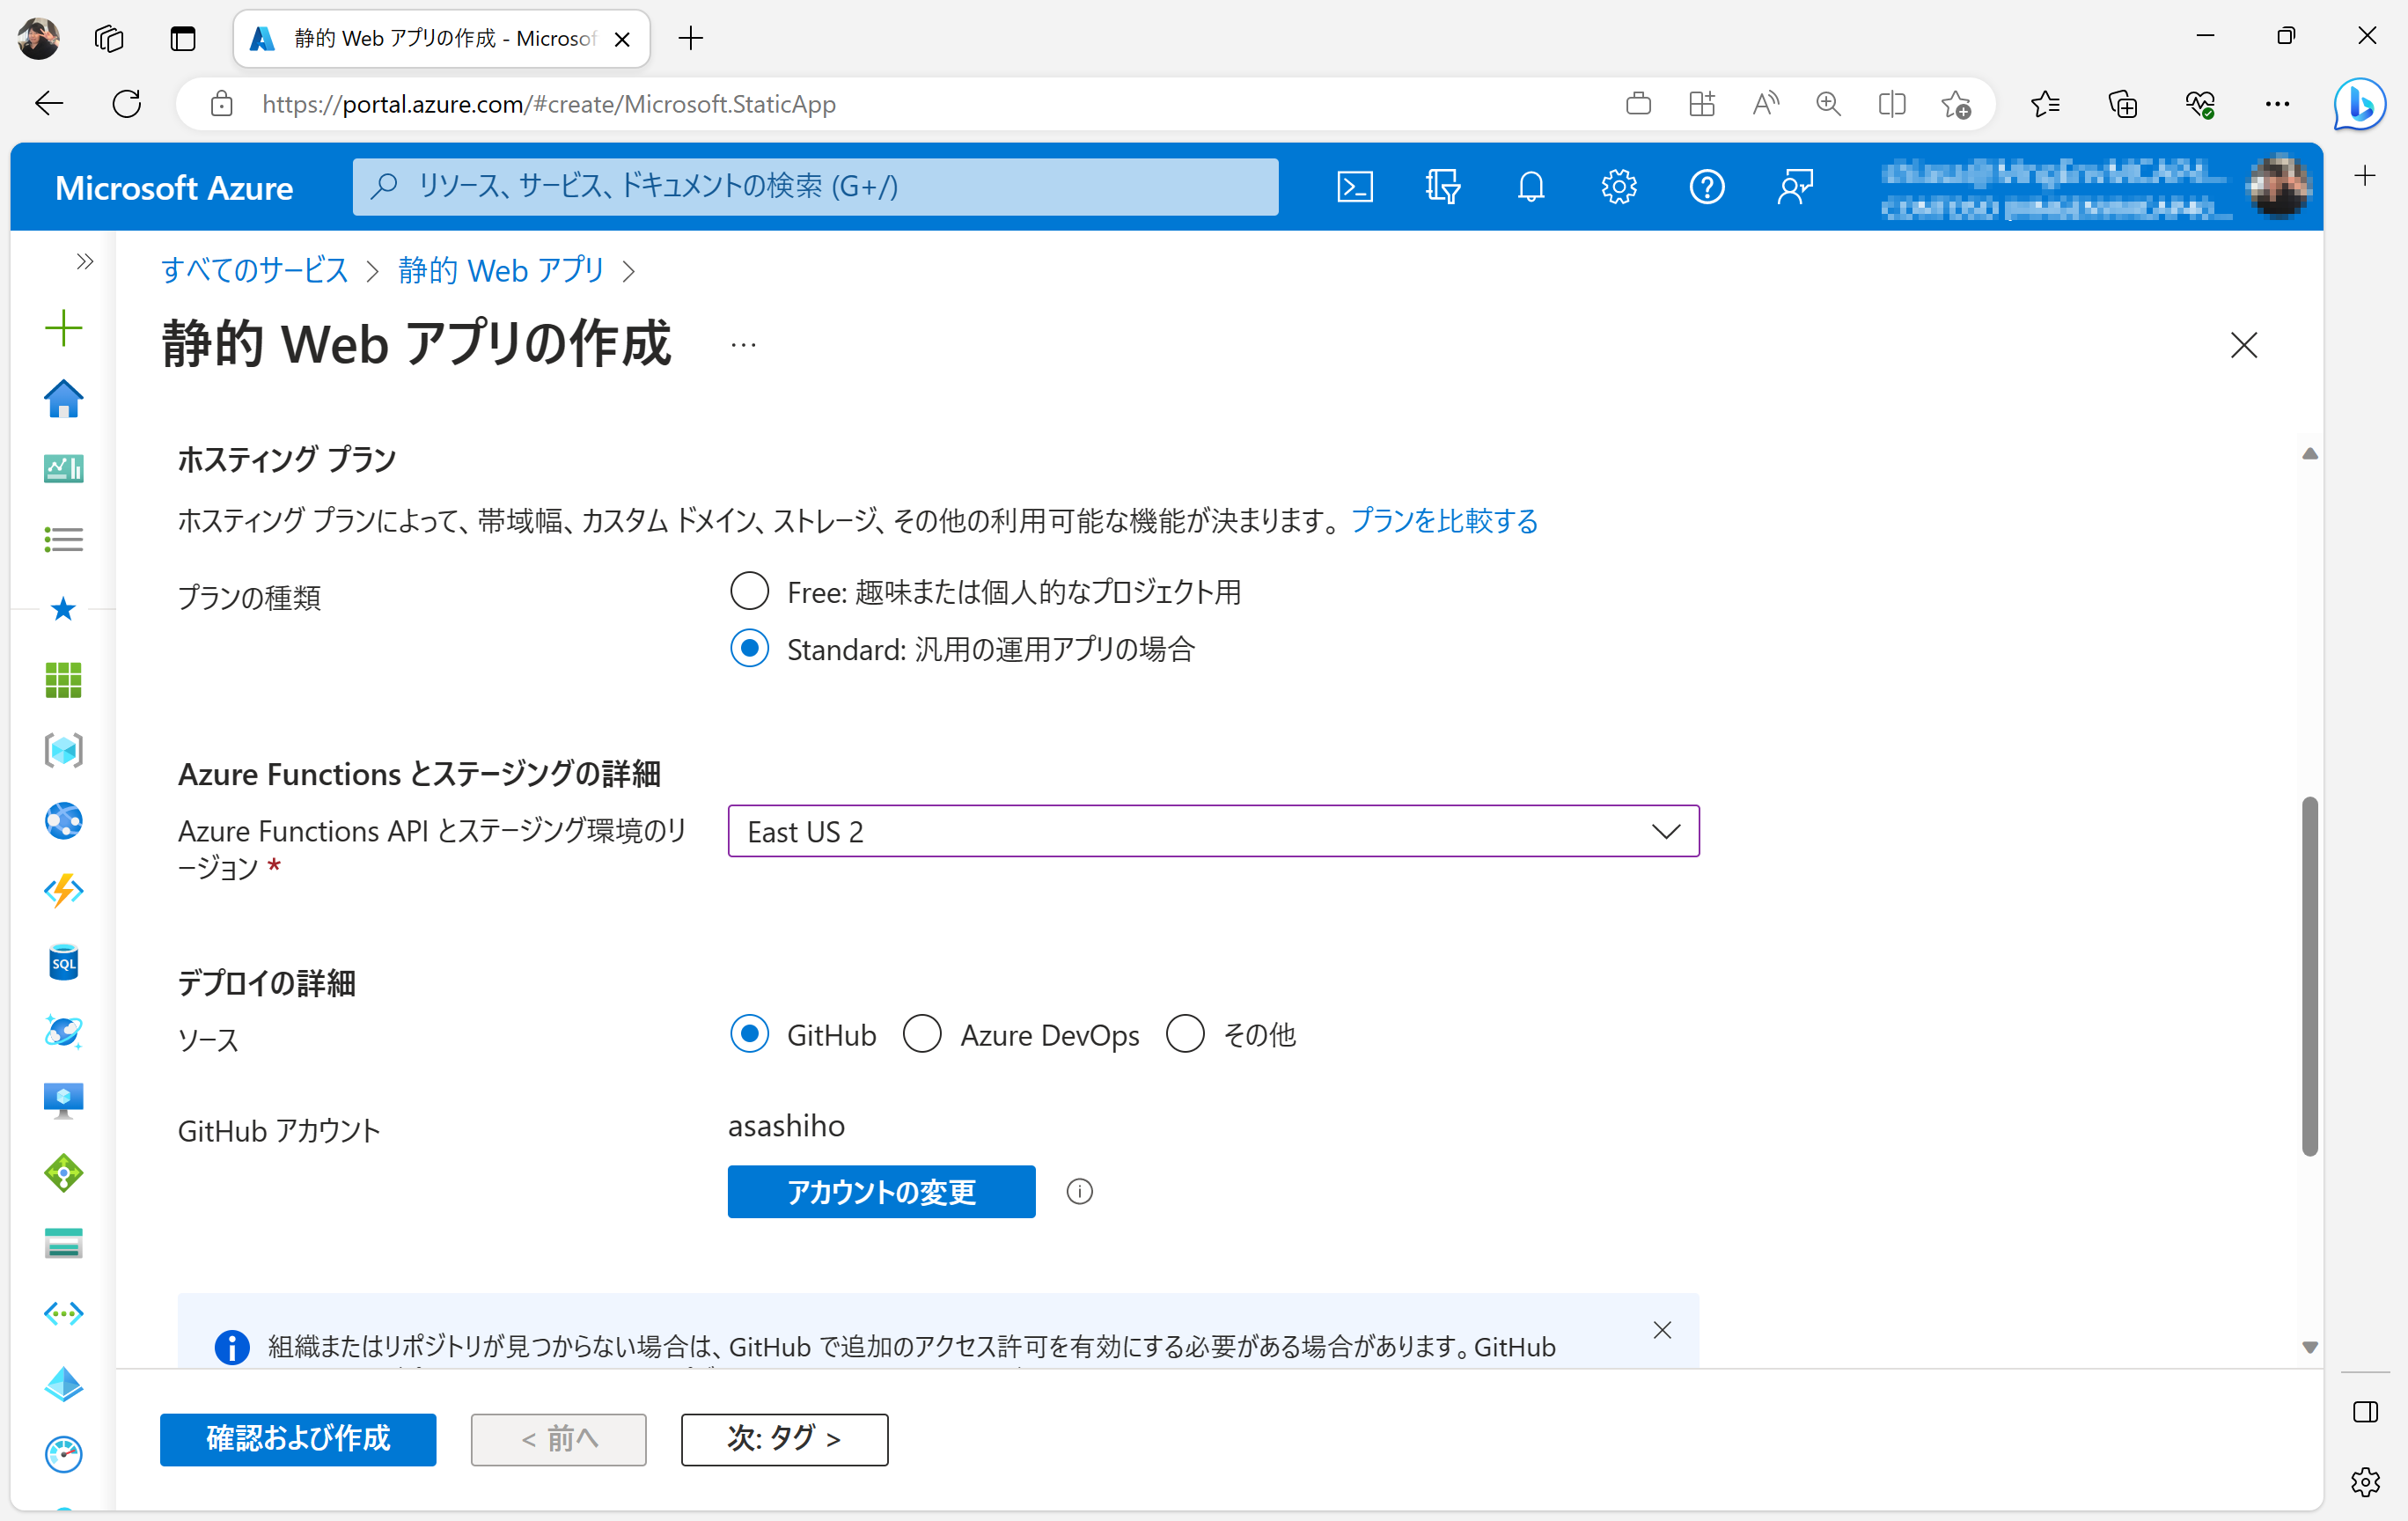 静的 Web アプリの作成 - Microsof
https://portal.azure.com/#create/Microsoft.StaticApp
Microsoft Azure
リソース、サービス、ドキュメントの検索 (G+/)
すべてのサービス > 静的 Web アプリ >
静的 Web アプリの作成 ...
ホスティング プラン
ホスティング プランによって、帯域幅、カスタム ドメイン、ストレージ、その他の利用可能な機能が決まります。 プランを比較する
プランの種類
Free: 趣味または個人的なプロジェクト用
Standard: 汎用の運用アプリの場合
Azure Functions とステージングの詳細
Azure Functions API とステージング環境のリ
ージョン *
East US 2
デプロイの詳細
ソース
GitHub
Azure DevOps
その他
GitHub アカウント
asashiho
アカウントの変更
SQL
組織またはリポジトリが見つからない場合は、GitHub で追加のアクセス許可を有効にする必要がある場合があります。GitHub
確認および作成
< 前へ
次: タグ >